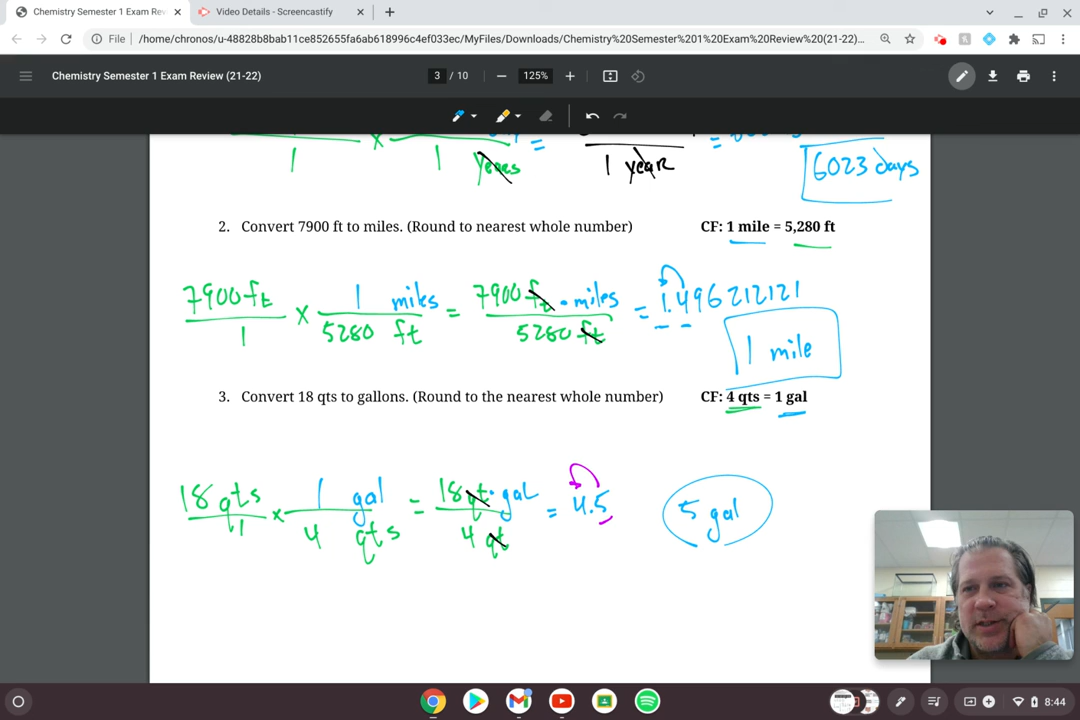 Chemistry Semester 1 Exam Rev
Video Details - Screencastify
File /home/chronos/u-48828b8bab11ce852655fa6ab618996c4ef033ec/MyFiles/Downloads/Chemistry%20Semester%201%20Exam%20Review%20(21-22)...
Chemistry Semester 1 Exam Review (21-22)
3 / 10
125%
1 × 1 years = 1 year =
6023 days
2. Convert 7900 ft to miles. (Round to nearest whole number) CF: 1 mile = 5,280 ft
7900 ft / 1 × 1 miles / 5280 ft = 7900 ft · miles / 5280 ft = 1.496212121
1 mile
3. Convert 18 qts to gallons. (Round to the nearest whole number) CF: 4 qts = 1 gal
18 qts / 1 × 1 gal / 4 qts = 18 qt · gal / 4 qt = 4.5
5 gal
8:44